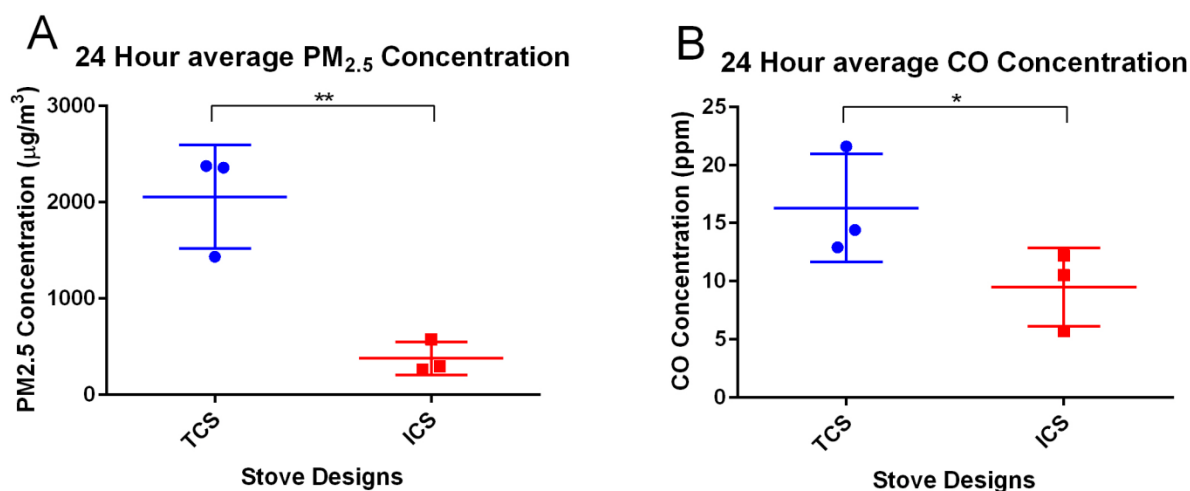 A
24 Hour average PM2.5 Concentration
**
PM2.5 Concentration (μg/m3)
3000
2000
1000
0
TCS
ICS
Stove Designs
B
24 Hour average CO Concentration
*
CO Concentration (ppm)
25
20
15
10
5
0
TCS
ICS
Stove Designs